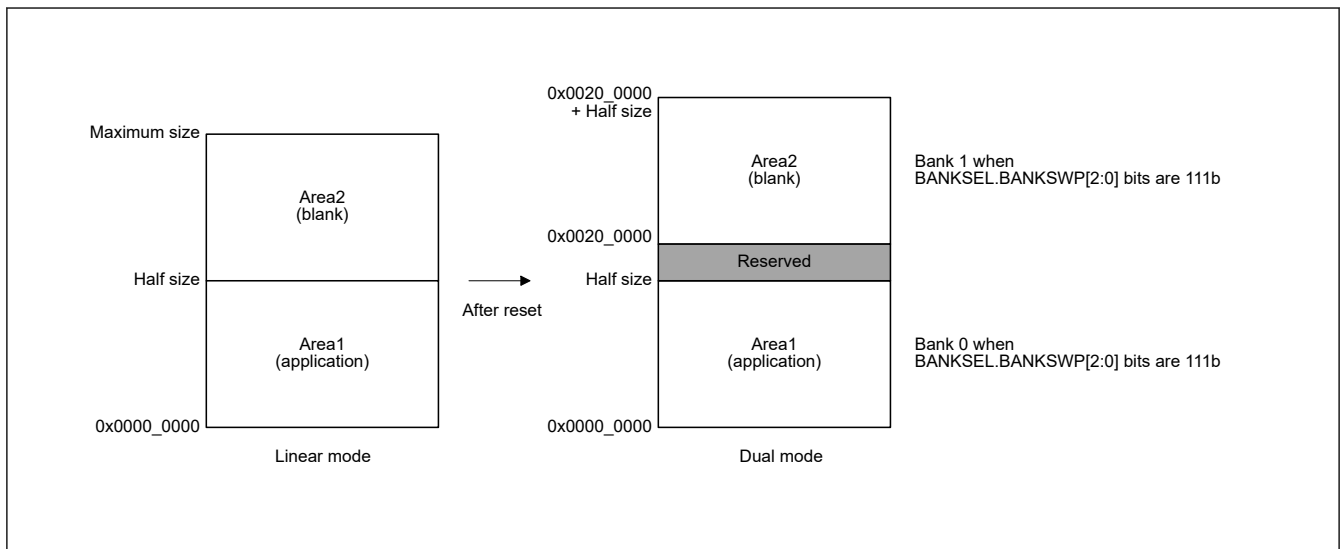 Maximum size
Area2
(blank)
Half size
Area1
(application)
0x0000_0000
Linear mode
After reset
0x0020_0000
+ Half size
Area2
(blank)
0x0020_0000
Reserved
Half size
Area1
(application)
0x0000_0000
Dual mode
Bank 1 when
BANKSEL.BANKSWP[2:0] bits are 111b
Bank 0 when
BANKSEL.BANKSWP[2:0] bits are 111b